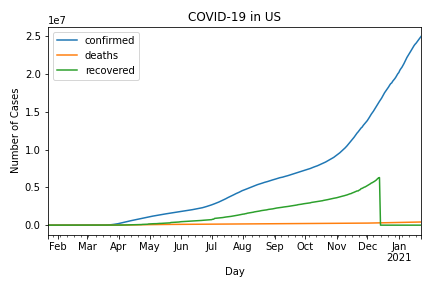 COVID-19 in US
1e7
confirmed
deaths
recovered
2.5
2.0
1.5
1.0
0.5
0.0
Number of Cases
Feb Mar Apr May Jun Jul Aug Sep Oct Nov Dec Jan
2021
Day